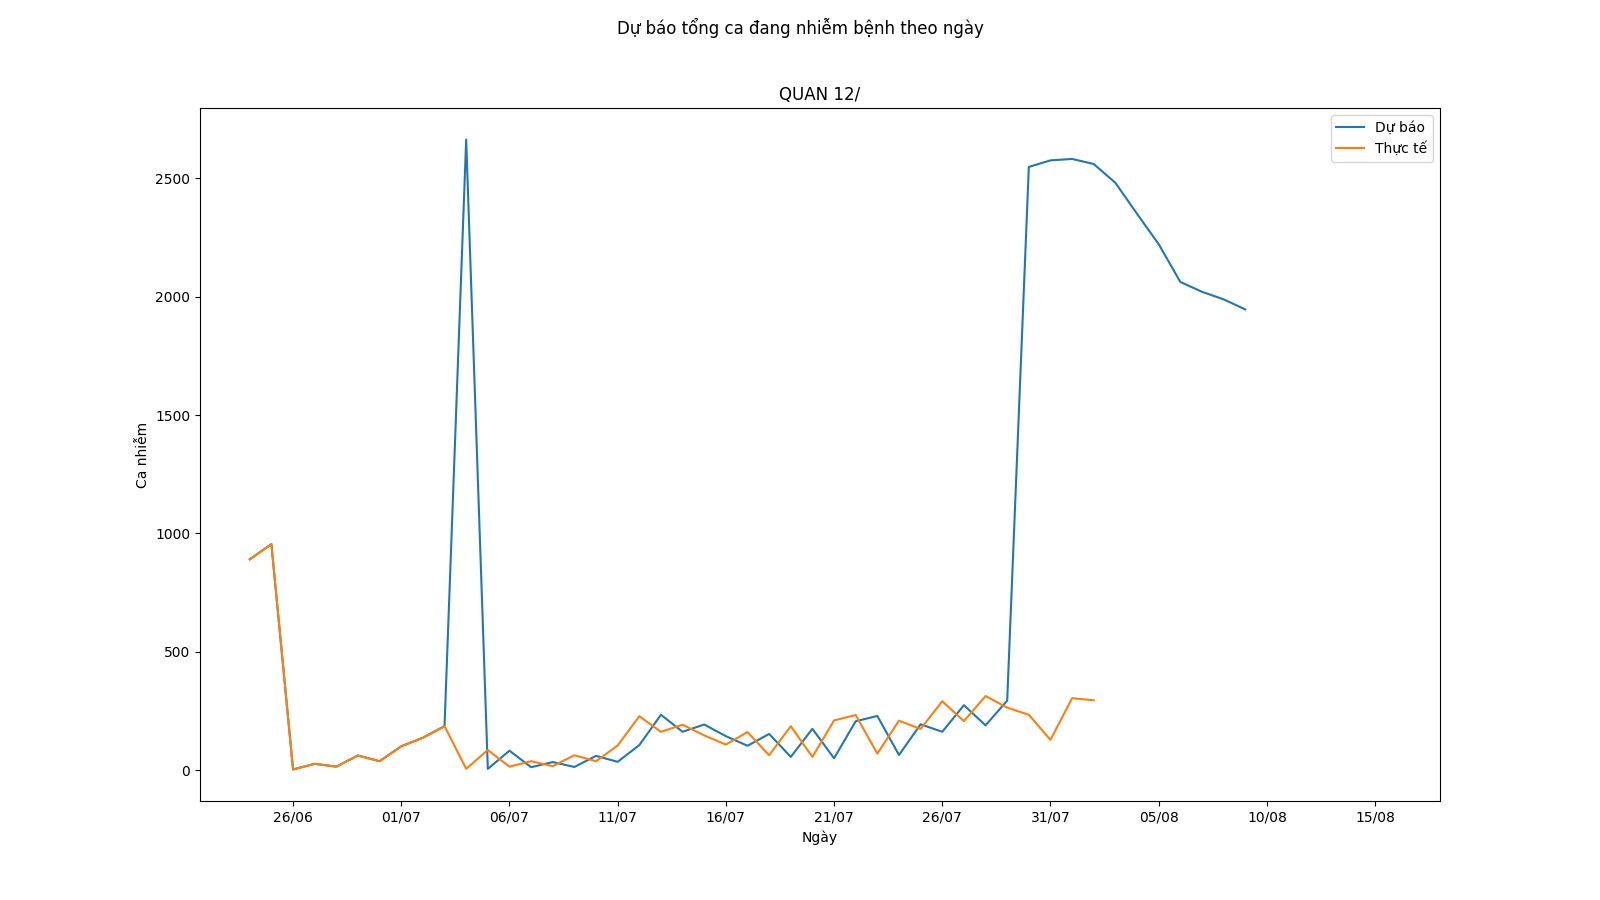 Dự báo tổng ca đang nhiễm bệnh theo ngày
QUAN 12/
Dự báo
Thực tế
2500
2000
1500
1000
500
0
Ca nhiễm
26/06 01/07 06/07 11/07 16/07 21/07 26/07 31/07 05/08 10/08 15/08
Ngày